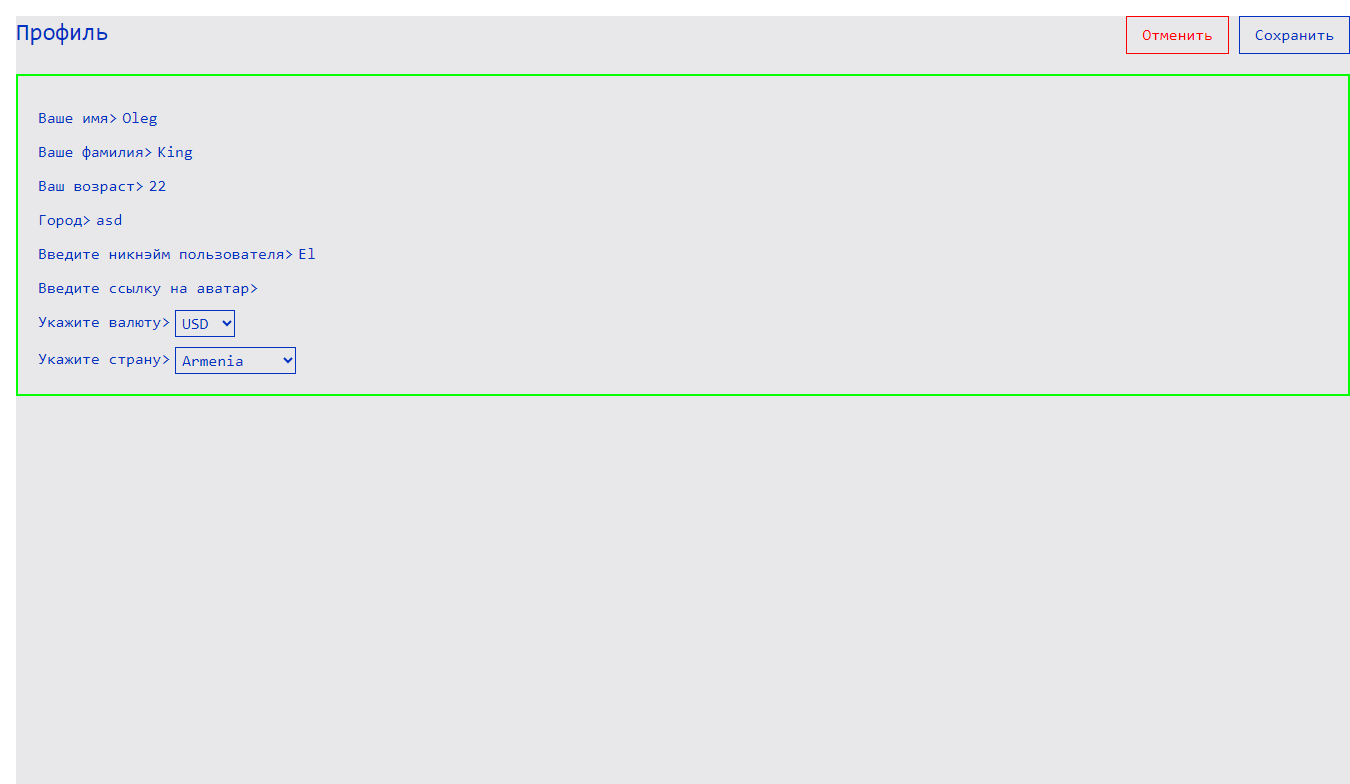 Профиль
Отменить
Сохранить
Ваше имя> Oleg
Ваше фамилия> King
Ваш возраст> 22
Город> asd
Введите никнэйм пользователя> El
Введите ссылку на аватар>
Укажите валюту> USD
Укажите страну> Armenia